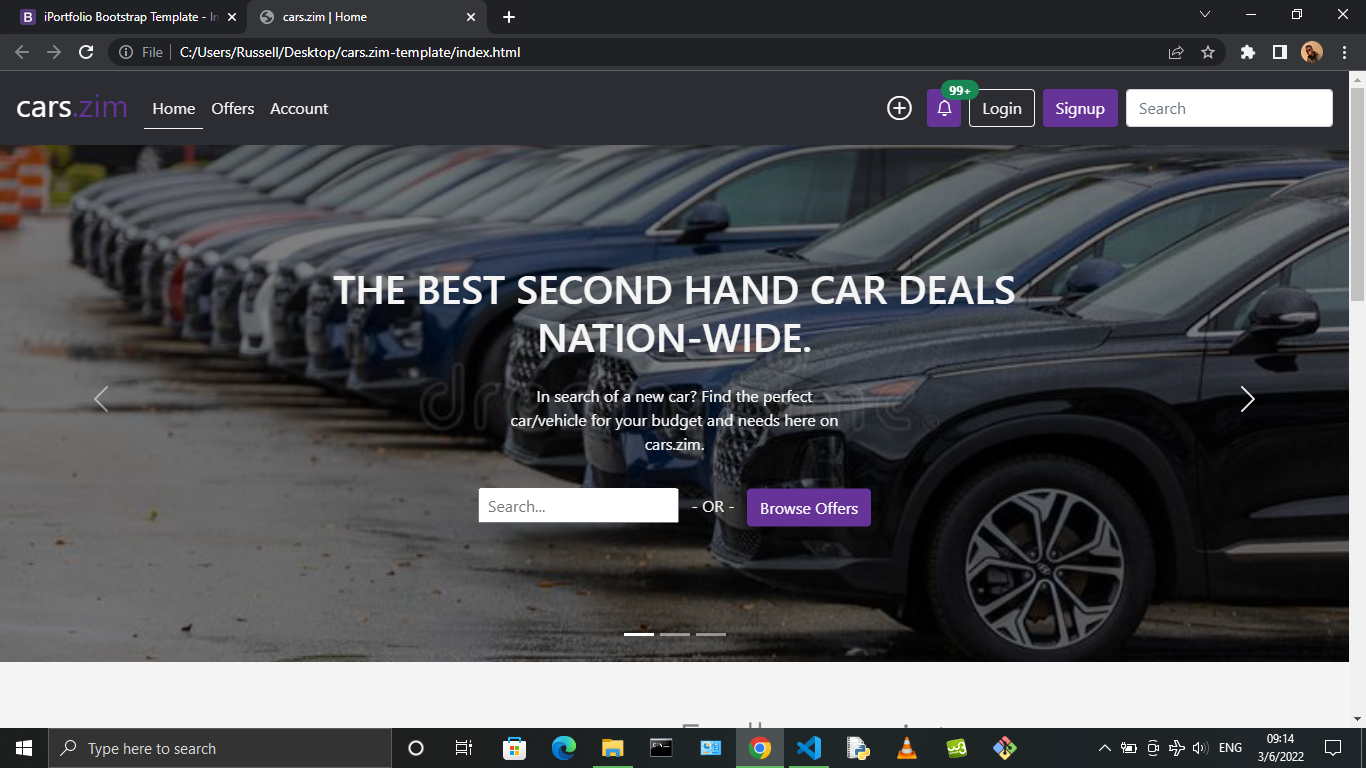 iPortfolio Bootstrap Template - In
cars.zim | Home
File
C:/Users/Russell/Desktop/cars.zim-template/index.html
cars.zim
Home
Offers
Account
99+
Login
Signup
Search
THE BEST SECOND HAND CAR DEALS
NATION-WIDE.
In search of a new car? Find the perfect
car/vehicle for your budget and needs here on
cars.zim.
Search...
- OR -
Browse Offers
Type here to search
ENG
09:14
3/6/2022